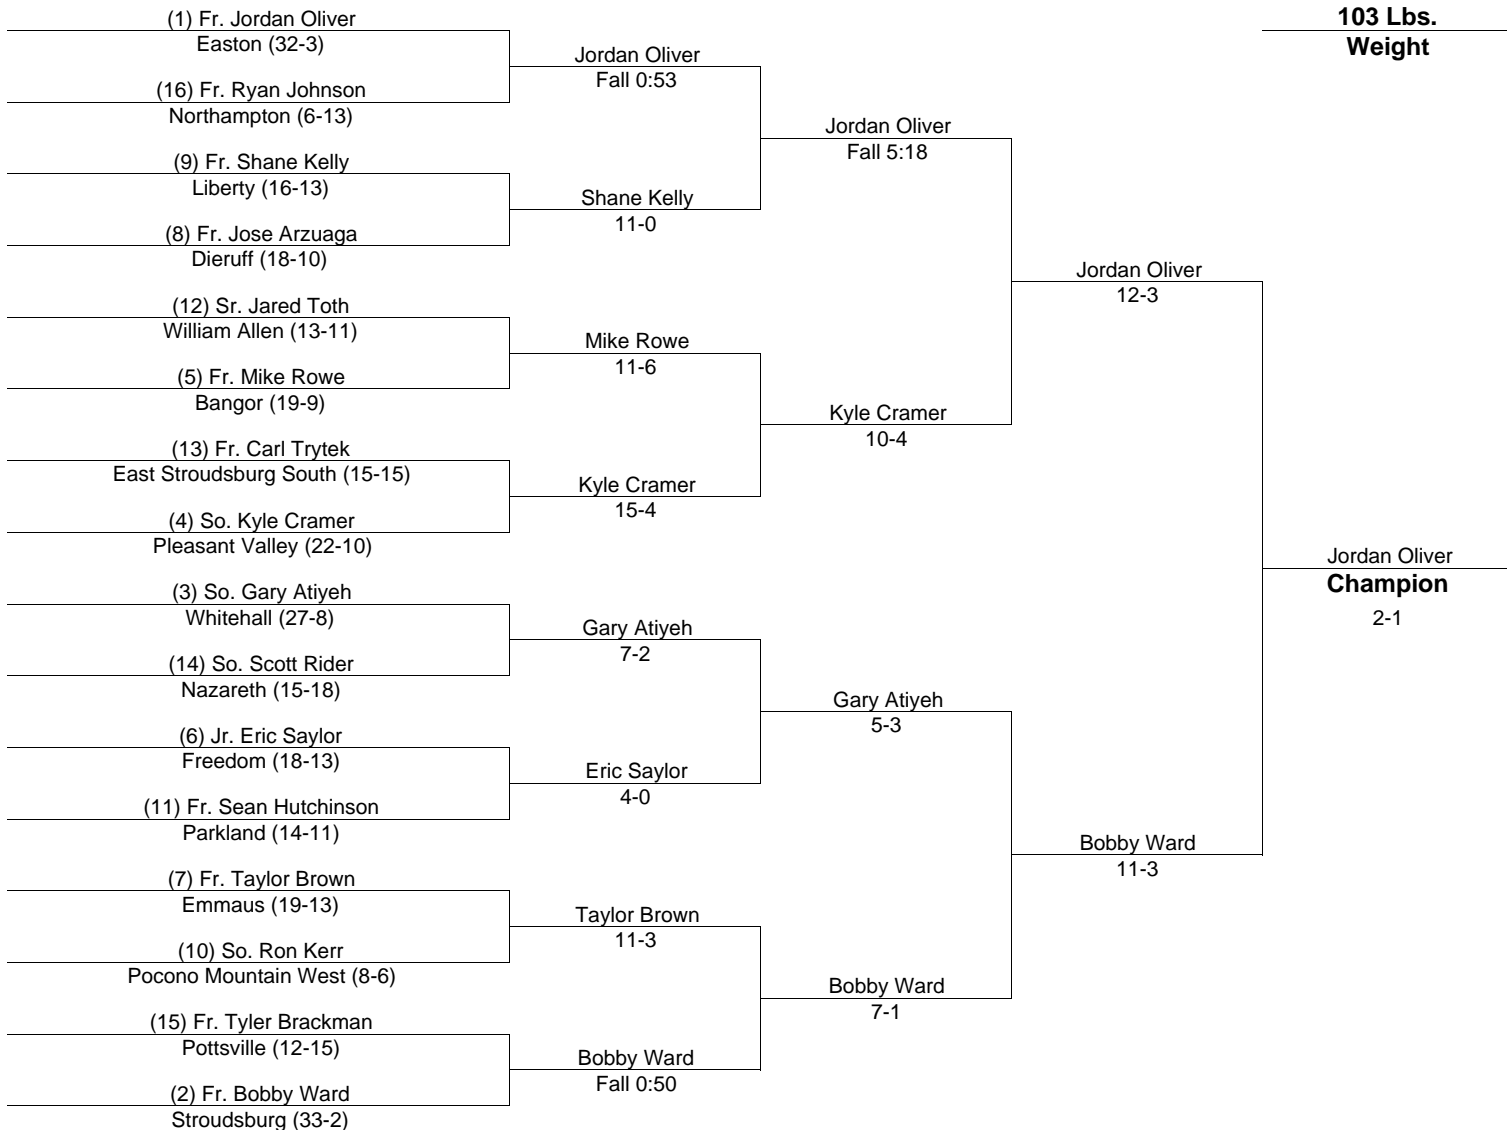 (1) Fr. Jordan Oliver
Easton (32-3)
(16) Fr. Ryan Johnson
Northampton (6-13)
(9) Fr. Shane Kelly
Liberty (16-13)
(8) Fr. Jose Arzuaga
Dieruff (18-10)
(12) Sr. Jared Toth
William Allen (13-11)
(5) Fr. Mike Rowe
Bangor (19-9)
(13) Fr. Carl Trytek
East Stroudsburg South (15-15)
(4) So. Kyle Cramer
Pleasant Valley (22-10)
(3) So. Gary Atiyeh
Whitehall (27-8)
(14) So. Scott Rider
Nazareth (15-18)
(6) Jr. Eric Saylor
Freedom (18-13)
(11) Fr. Sean Hutchinson
Parkland (14-11)
(7) Fr. Taylor Brown
Emmaus (19-13)
(10) So. Ron Kerr
Pocono Mountain West (8-6)
(15) Fr. Tyler Brackman
Pottsville (12-15)
(2) Fr. Bobby Ward
Stroudsburg (33-2)
Jordan Oliver
Fall 0:53
Shane Kelly
11-0
Mike Rowe
11-6
Kyle Cramer
15-4
Gary Atiyeh
7-2
Eric Saylor
4-0
Taylor Brown
11-3
Bobby Ward
Fall 0:50
Jordan Oliver
Fall 5:18
Kyle Cramer
10-4
Gary Atiyeh
5-3
Bobby Ward
7-1
Jordan Oliver
12-3
Bobby Ward
11-3
103 Lbs.
Weight
Jordan Oliver
Champion
2-1